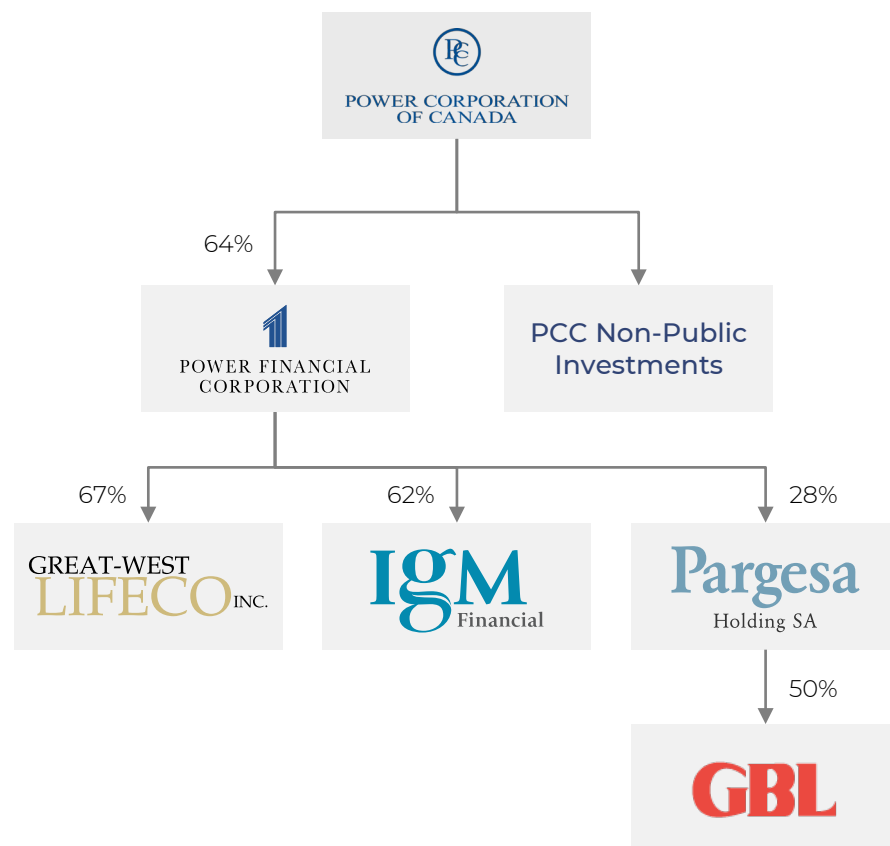 PCC
POWER CORPORATION
OF CANADA
64%
POWER FINANCIAL
CORPORATION
PCC Non-Public
Investments
67%
62%
28%
GREAT-WEST
LIFECO INC.
IGM
Financial
Pargesa
Holding SA
50%
GBL